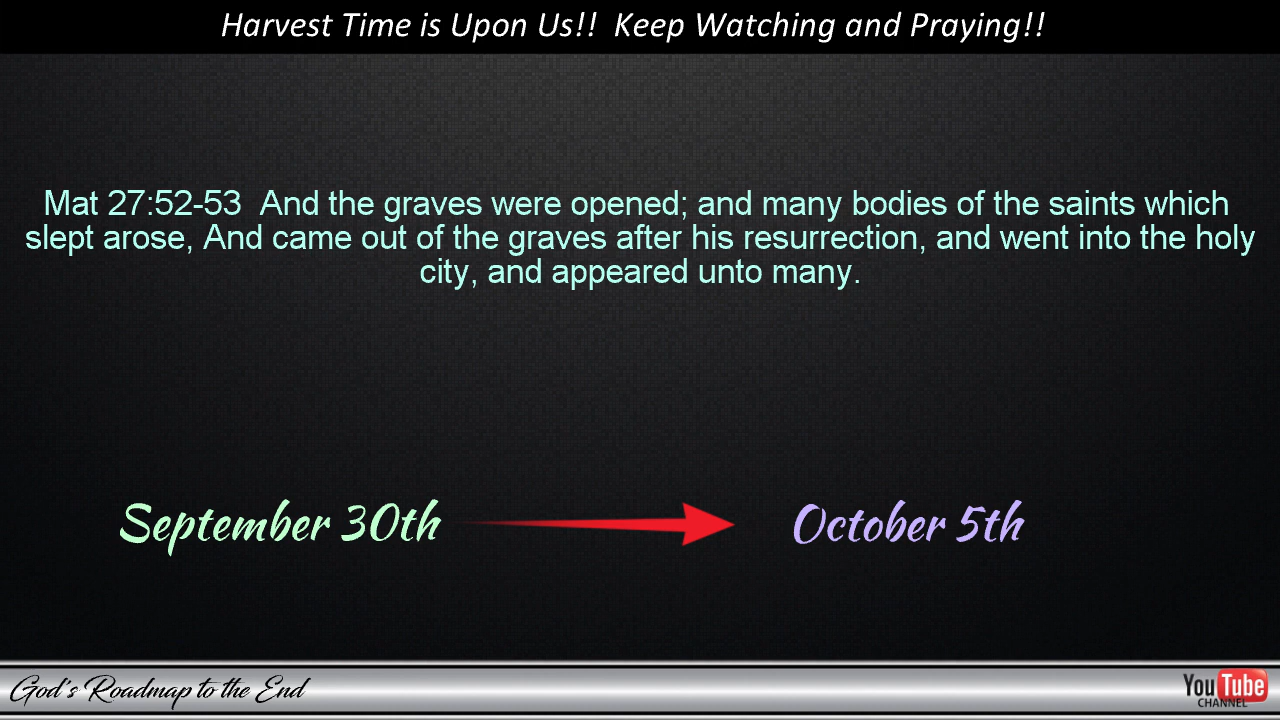 Harvest Time is Upon Us!!  Keep Watching and Praying!!
Mat 27:52-53  And the graves were opened; and many bodies of the saints which
slept arose, And came out of the graves after his resurrection, and went into the holy
city, and appeared unto many.
September 30th
October 5th
God's Roadmap to the End
YouTube
CHANNEL